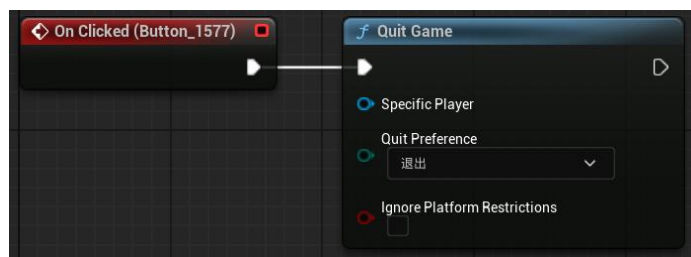 On Clicked (Button_1577)
f Quit Game
Specific Player
Quit Preference
退出
Ignore Platform Restrictions